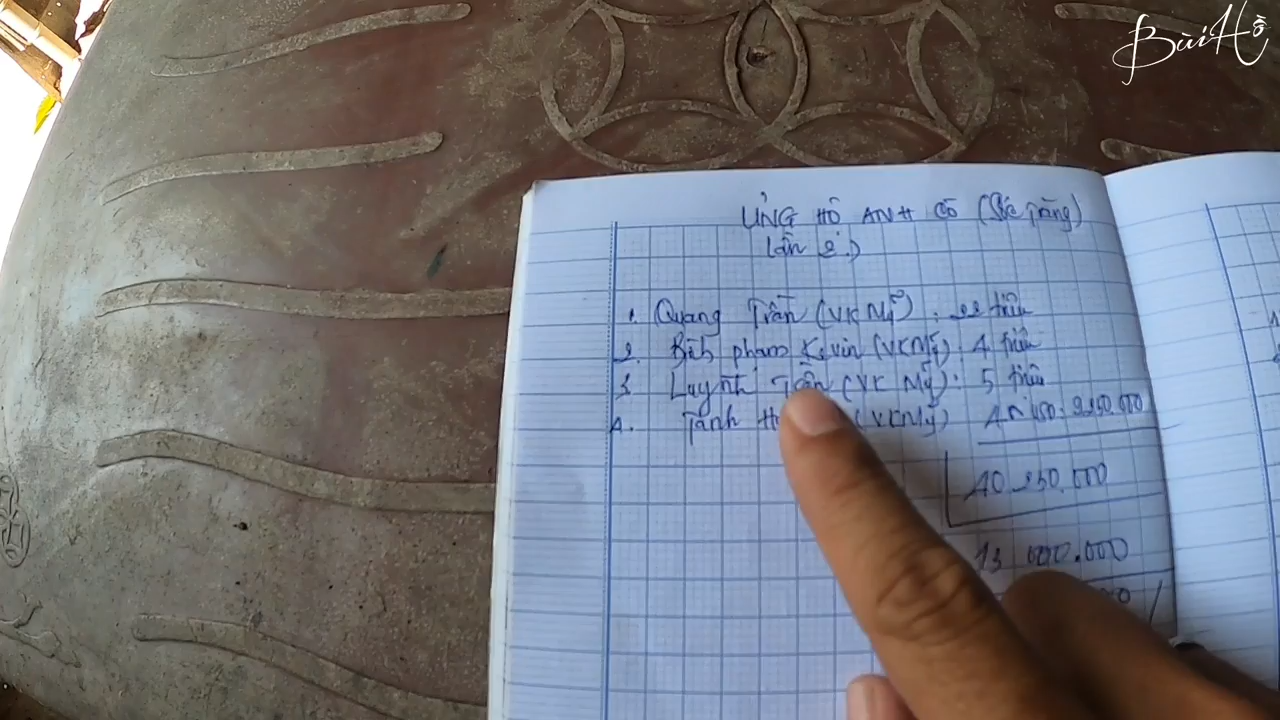 Bùi Hồ
ỦNG HỘ ANH CÒ (Sóc Trăng)
lần 2.)
1. Quang Trần (VK Mỹ): 22 triệu
2. Bích phạm Kevin (VK Mỹ): 4 triệu
3. Luynh Trần (VK Mỹ): 5 triệu
4. Tánh (VK Mỹ)
40.250.000
13 000.000